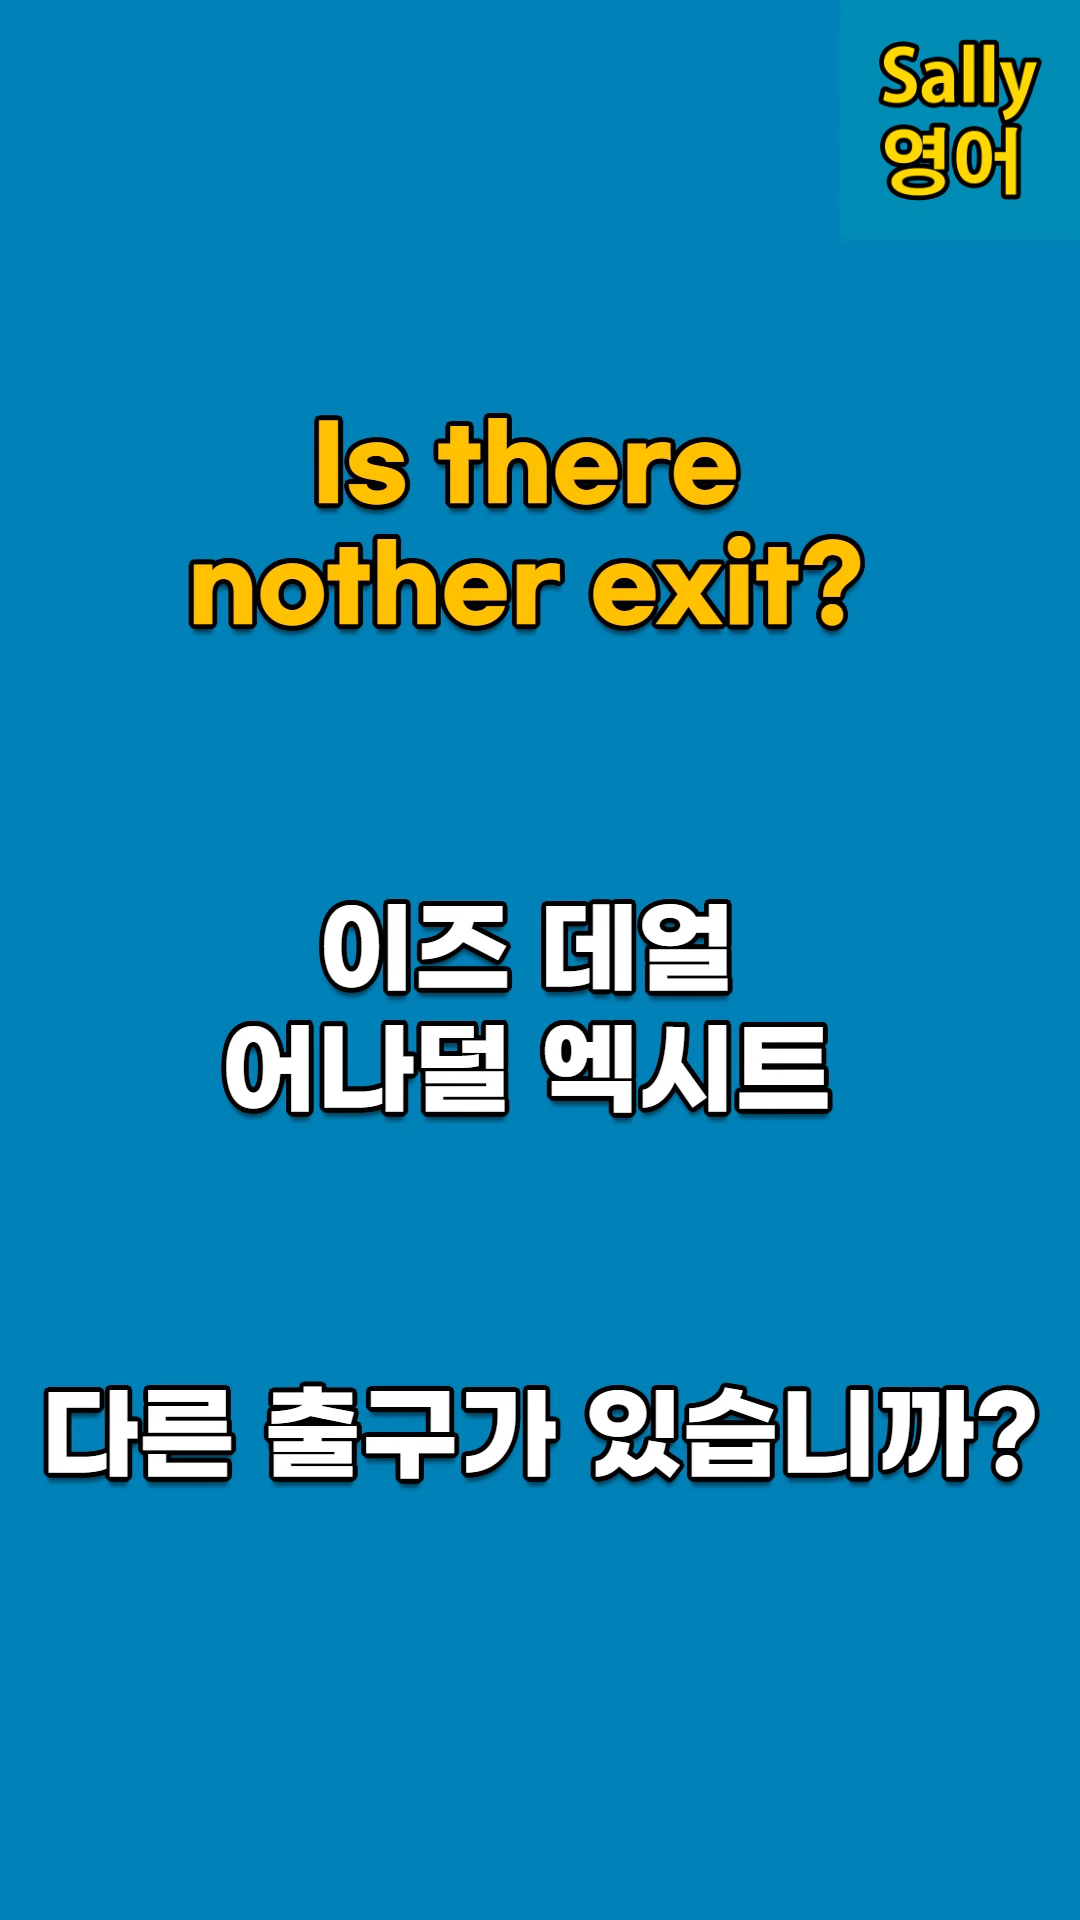 Sally
영어
Is there
nother exit?
이즈 데얼
어나덜 엑시트
다른 출구가 있습니까?